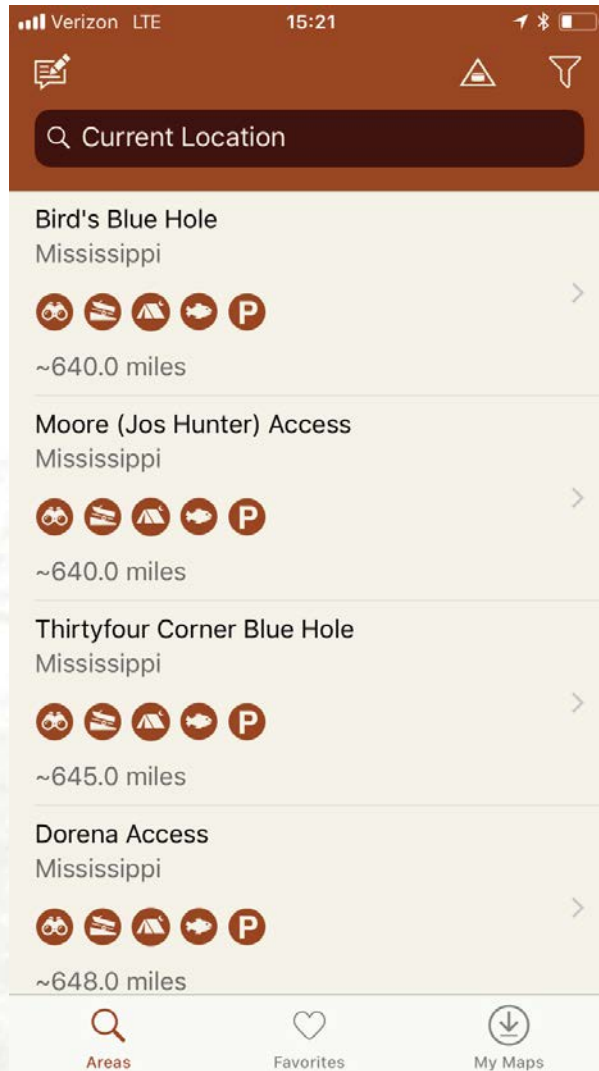 Verizon LTE 15:21
Current Location
Bird's Blue Hole
Mississippi
P
~640.0 miles
Moore (Jos Hunter) Access
Mississippi
P
~640.0 miles
Thirtyfour Corner Blue Hole
Mississippi
P
~645.0 miles
Dorena Access
Mississippi
P
~648.0 miles
Areas Favorites My Maps